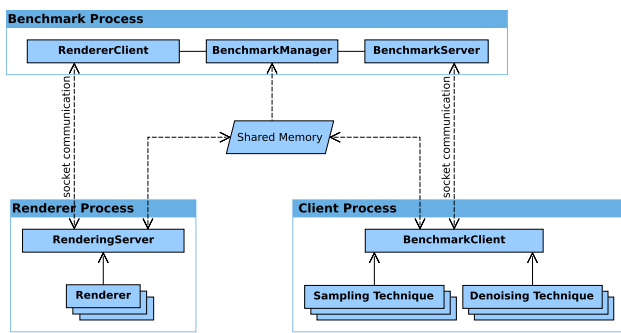 Benchmark Process
RendererClient
BenchmarkManager
BenchmarkServer
socket communication
socket communication
Shared Memory
Renderer Process
Client Process
RenderingServer
BenchmarkClient
Renderer
Sampling Technique
Denoising Technique